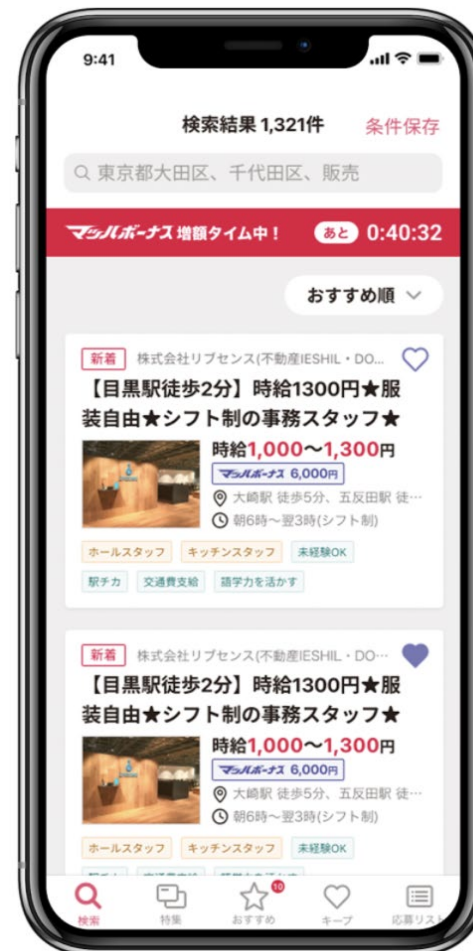 9:41
検索結果 1,321件
条件保存
東京都大田区、千代田区、販売
マッハボーナス 増額タイム中！
あと 0:40:32
おすすめ順
新着 株式会社リブセンス(不動産IESHIL・DO...
【目黒駅徒歩2分】時給1300円★服
装自由★シフト制の事務スタッフ★
時給1,000〜1,300円
マッハボーナス 6,000円
大崎駅 徒歩5分、五反田駅 徒…
朝6時〜翌3時(シフト制)
ホールスタッフ キッチンスタッフ 未経験OK
駅チカ 交通費支給 語学力を活かす
新着 株式会社リブセンス(不動産IESHIL・DO…
【目黒駅徒歩2分】時給1300円★服
装自由★シフト制の事務スタッフ★
時給1,000〜1,300円
マッハボーナス 6,000円
大崎駅 徒歩5分、五反田駅 徒…
朝6時〜翌3時(シフト制)
ホールスタッフ キッチンスタッフ 未経験OK
10
検索 特集 おすすめ キープ 応募リスト